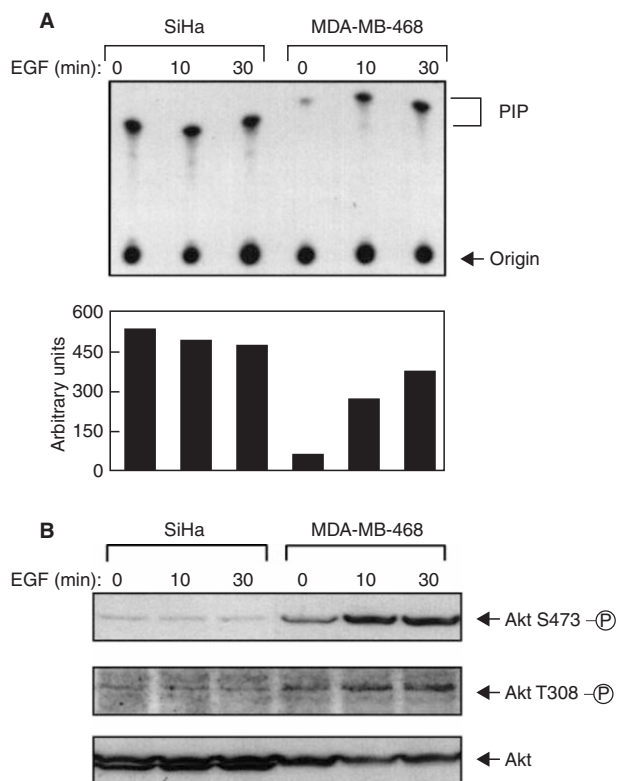 A
SiHa MDA-MB-468
EGF (min): 0 10 30 0 10 30
PIP
Origin
600
450
300
150
0
Arbitrary units
B
SiHa MDA-MB-468
EGF (min): 0 10 30 0 10 30
Akt S473 –Ⓟ
Akt T308 –Ⓟ
Akt